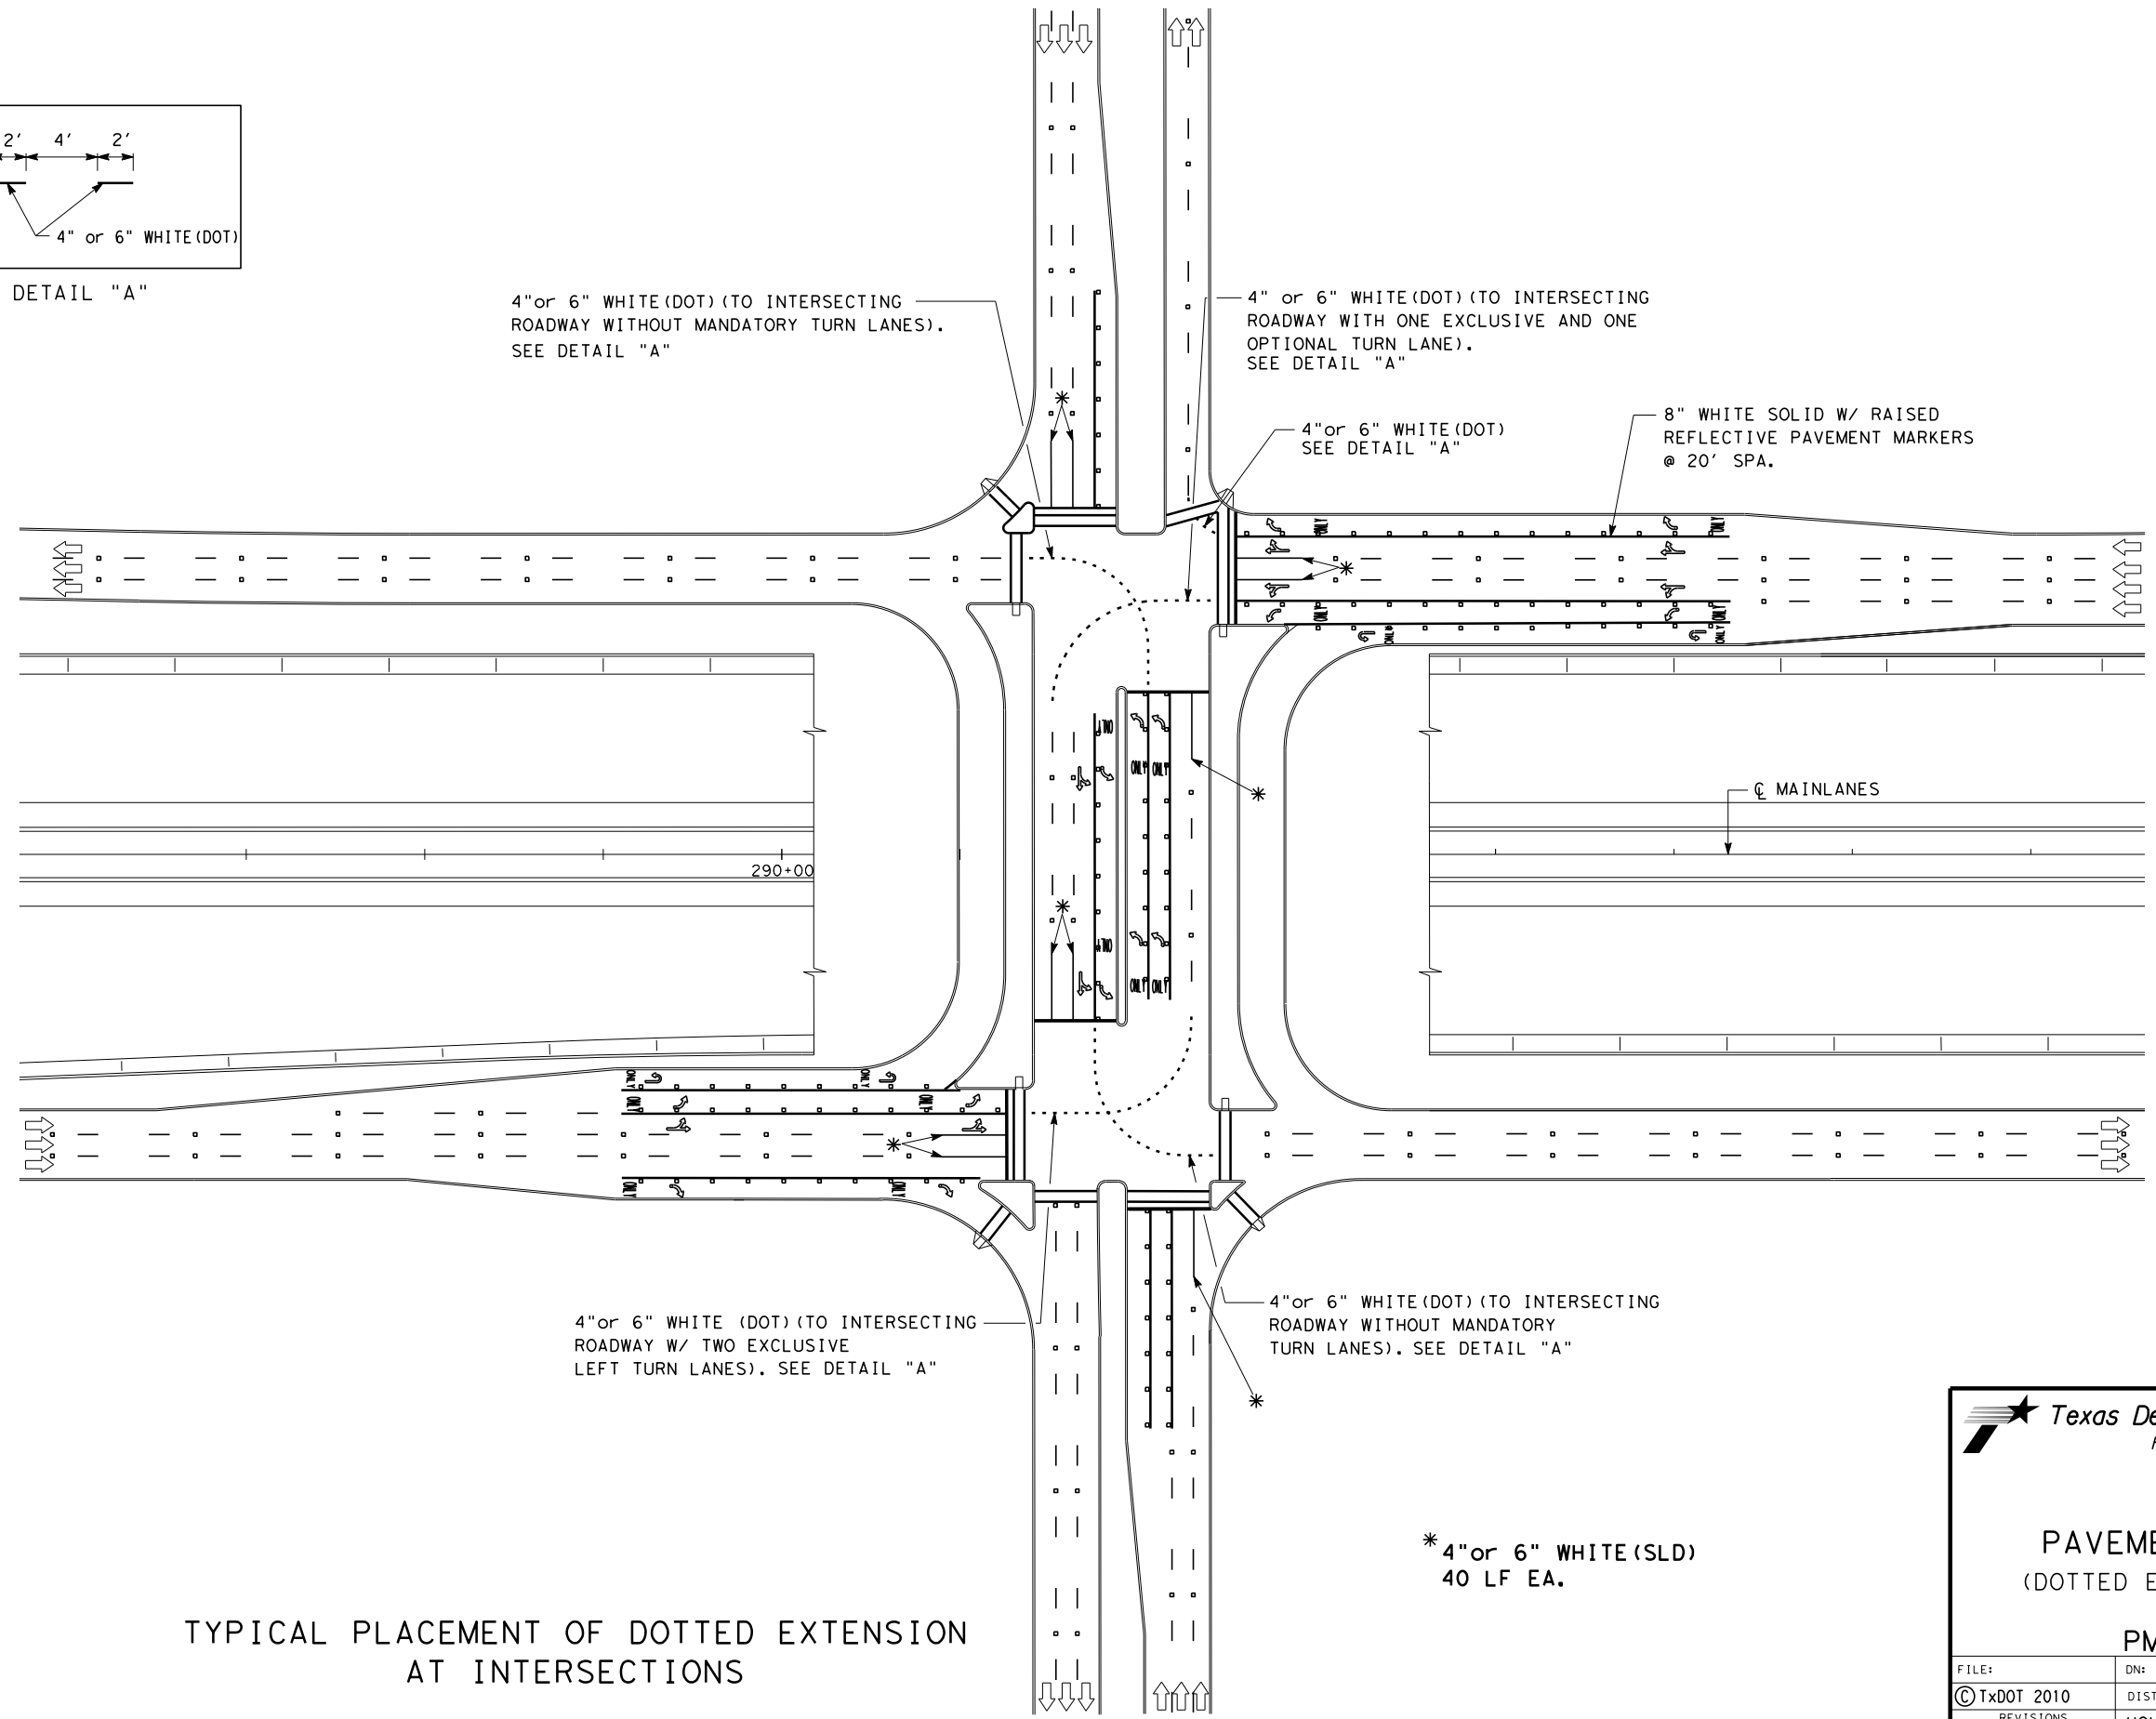 2' 4' 2'
4" or 6" WHITE(DOT)
DETAIL "A"
4"or 6" WHITE(DOT)(TO INTERSECTING
ROADWAY WITHOUT MANDATORY TURN LANES).
SEE DETAIL "A"
4" or 6" WHITE(DOT)(TO INTERSECTING
ROADWAY WITH ONE EXCLUSIVE AND ONE
OPTIONAL TURN LANE).
SEE DETAIL "A"
4"or 6" WHITE(DOT)
SEE DETAIL "A"
8" WHITE SOLID W/ RAISED
REFLECTIVE PAVEMENT MARKERS
@ 20' SPA.
ONLY ONLY
ONLY ONLY
ONLY ONLY
ONLY ONLY
℄ MAINLANES
290+00
ONLY ONLY
ONLY ONLY
ONLY ONLY
ONLY ONLY
4"or 6" WHITE (DOT)(TO INTERSECTING
ROADWAY W/ TWO EXCLUSIVE
LEFT TURN LANES). SEE DETAIL "A"
4"or 6" WHITE(DOT)(TO INTERSECTING
ROADWAY WITHOUT MANDATORY
TURN LANES). SEE DETAIL "A"
*4"or 6" WHITE(SLD)
40 LF EA.
TYPICAL PLACEMENT OF DOTTED EXTENSION
AT INTERSECTIONS
Texas De
PAVEME
(DOTTED E
PM
FILE: DN:
© TxDOT 2010 DIST
REVISIONS